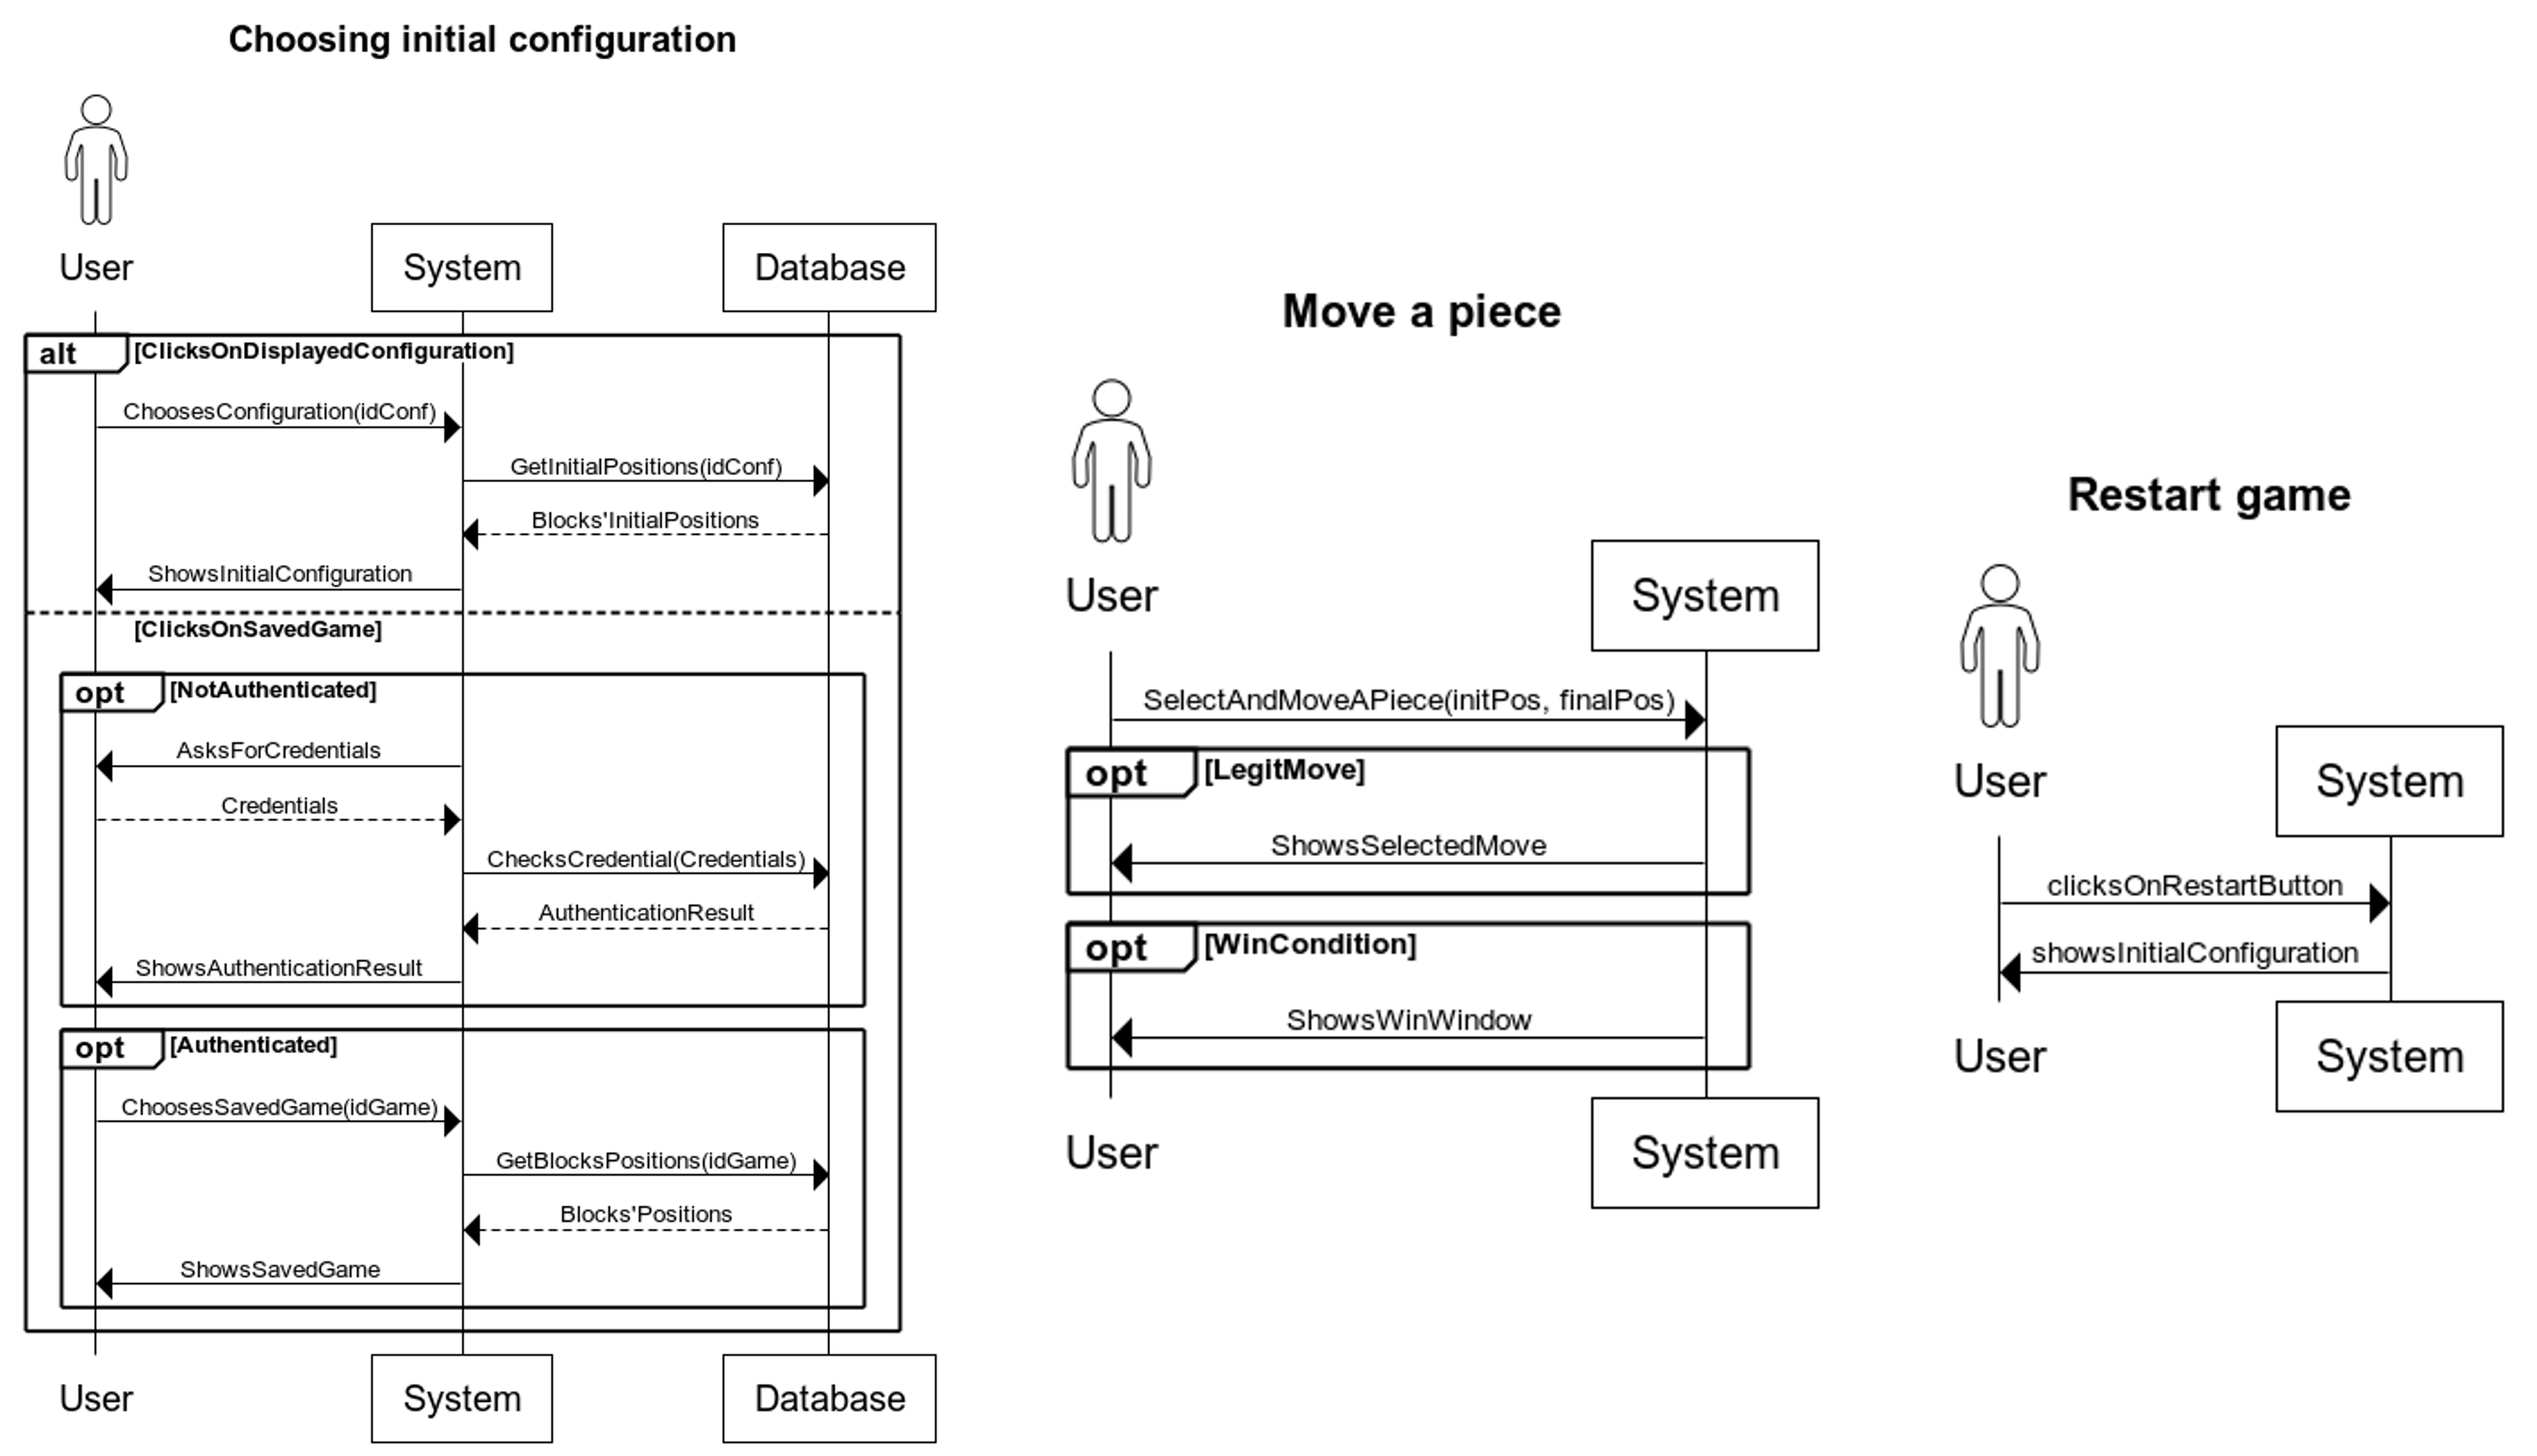 Choosing initial configuration
User
System
Database
alt
[ClicksOnDisplayedConfiguration]
ChoosesConfiguration(idConf)
GetInitialPositions(idConf)
Blocks'InitialPositions
ShowsInitialConfiguration
[ClicksOnSavedGame]
opt
[NotAuthenticated]
AsksForCredentials
Credentials
ChecksCredential(Credentials)
AuthenticationResult
ShowsAuthenticationResult
opt
[Authenticated]
ChoosesSavedGame(idGame)
GetBlocksPositions(idGame)
Blocks'Positions
ShowsSavedGame
User
System
Database
Move a piece
User
System
SelectAndMoveAPiece(initPos, finalPos)
opt
[LegitMove]
ShowsSelectedMove
opt
[WinCondition]
ShowsWinWindow
User
System
Restart game
User
System
clicksOnRestartButton
showsInitialConfiguration
User
System